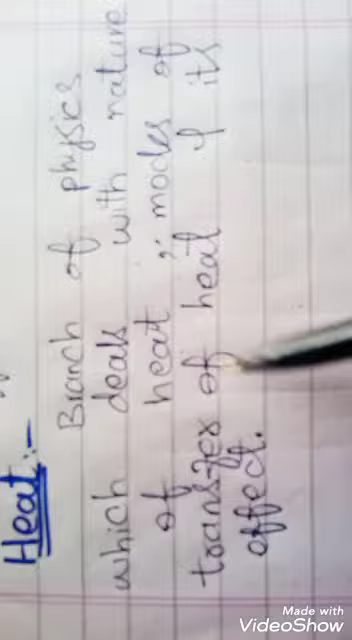 Heat:-
Branch of physics
which deals with nature
of heat, modes of
transfer of heat & its
effect.
Made with
VideoShow